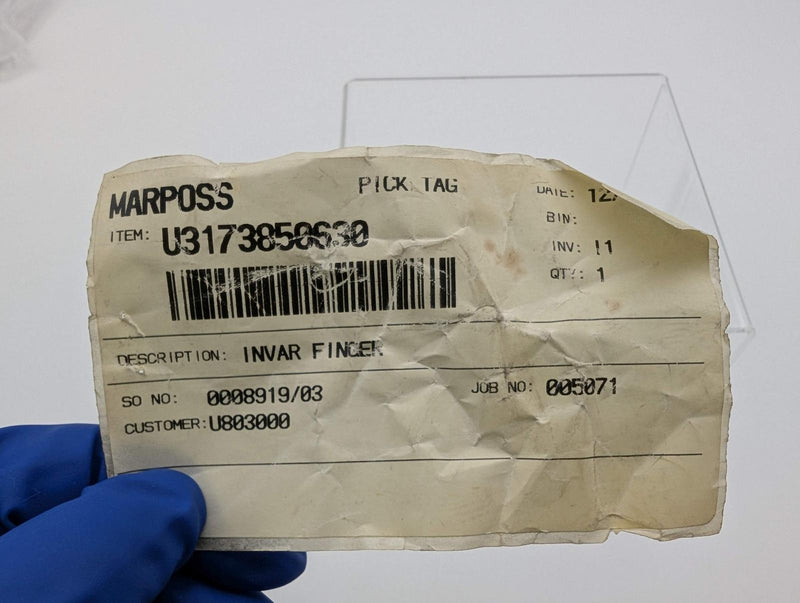 MARPOSS
PICK TAG
ITEM: U3173850630
DATE: 12/
BIN:
INV: 11
QTY: 1
DESCRIPTION: INVAR FINGER
SO NO: 0008919/03
JOB NO: 005071
CUSTOMER:U803000